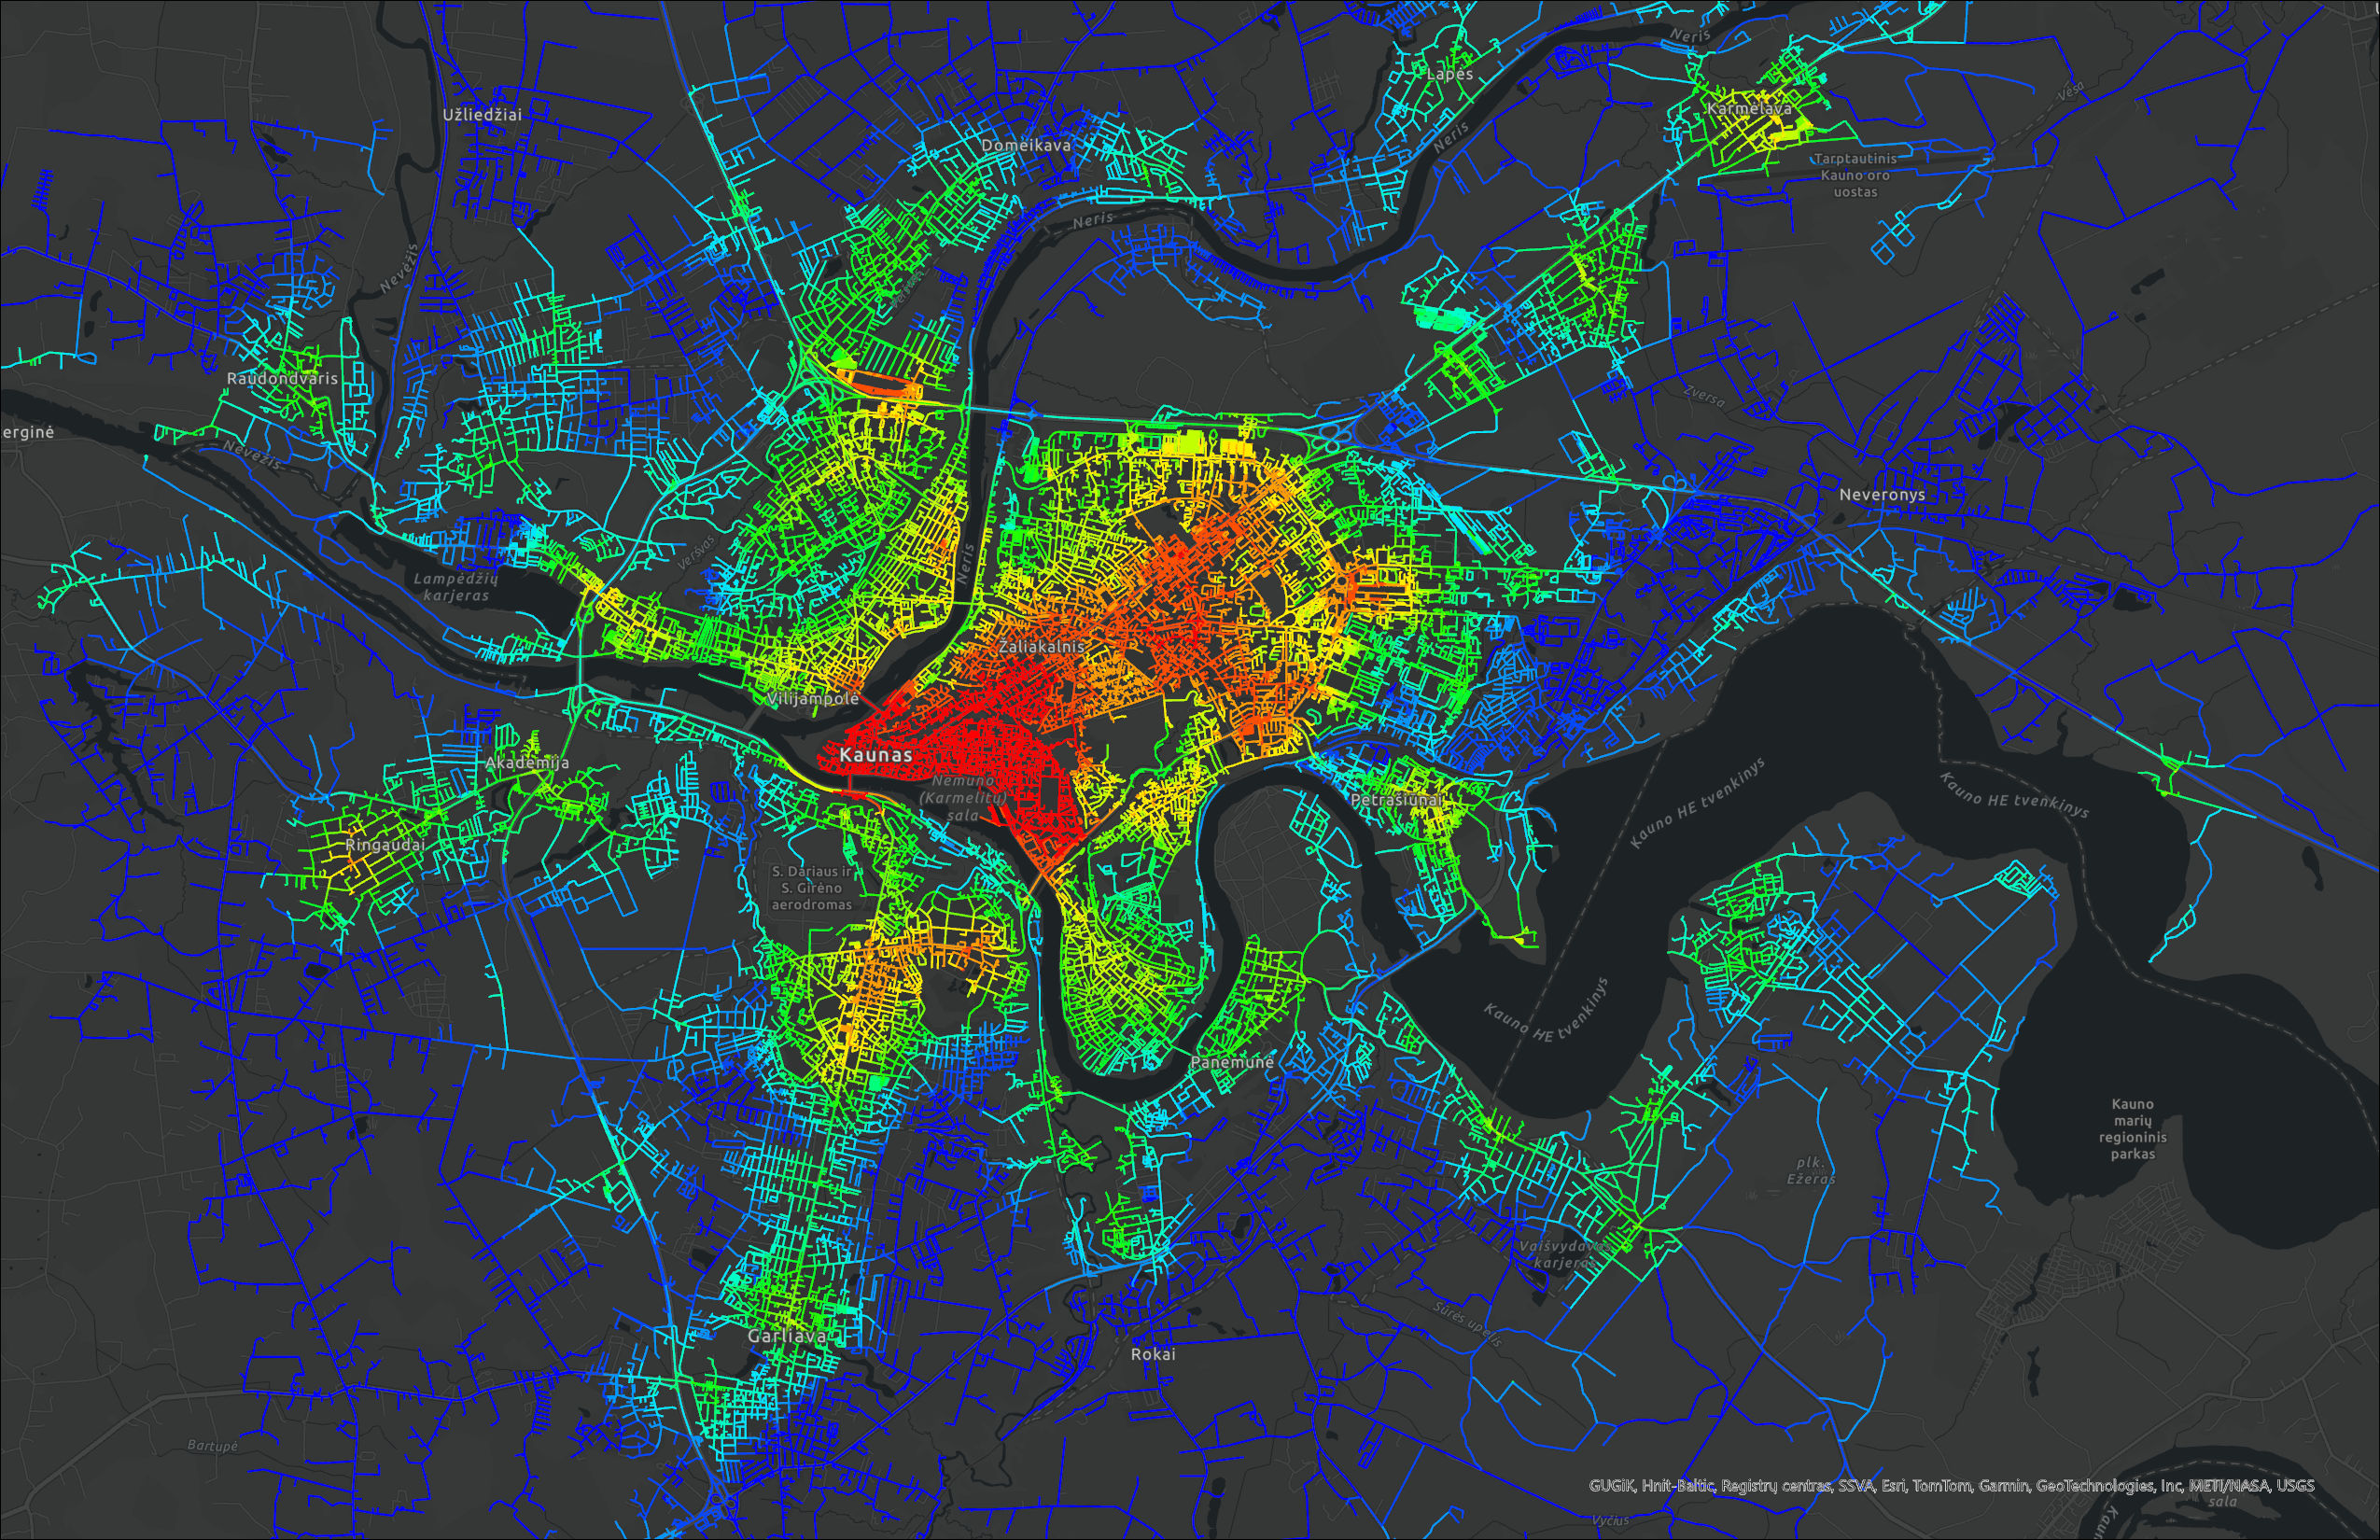 Neris
Lapės
Užliedžiai
Karmėlava
Vėsa
Domeikava
Neris
Tarptautinis
Kauno oro
uostas
Neris
Nevėžis
Raudondvaris
Zversa
erginė
Nevėžis
Neveronys
Neris
Veršvas
Lampėdžių
karjeras
Žaliakalnis
Vilijampolė
Kaunas
Akademija
Nemuno
(Karmelitų)
sala
Petrašiūnai
Kauno HE tvenkinys
Kauno HE tvenkinys
Ringaudai
S. Dariaus ir
S. Girėno
aerodromas
Kauno HE tvenkinys
Panemunė
Kauno
marių
regioninis
parkas
plk.
Ežeras
Vaišvydavos
karjeras
Sūrės upelis
Garliava
Rokai
Bartupė
GUGiK, Hnit-Baltic, Registrų centras, SSVA, Esri, TomTom, Garmin, GeoTechnologies, Inc, METI/NASA, USGS
sala
Vyčius